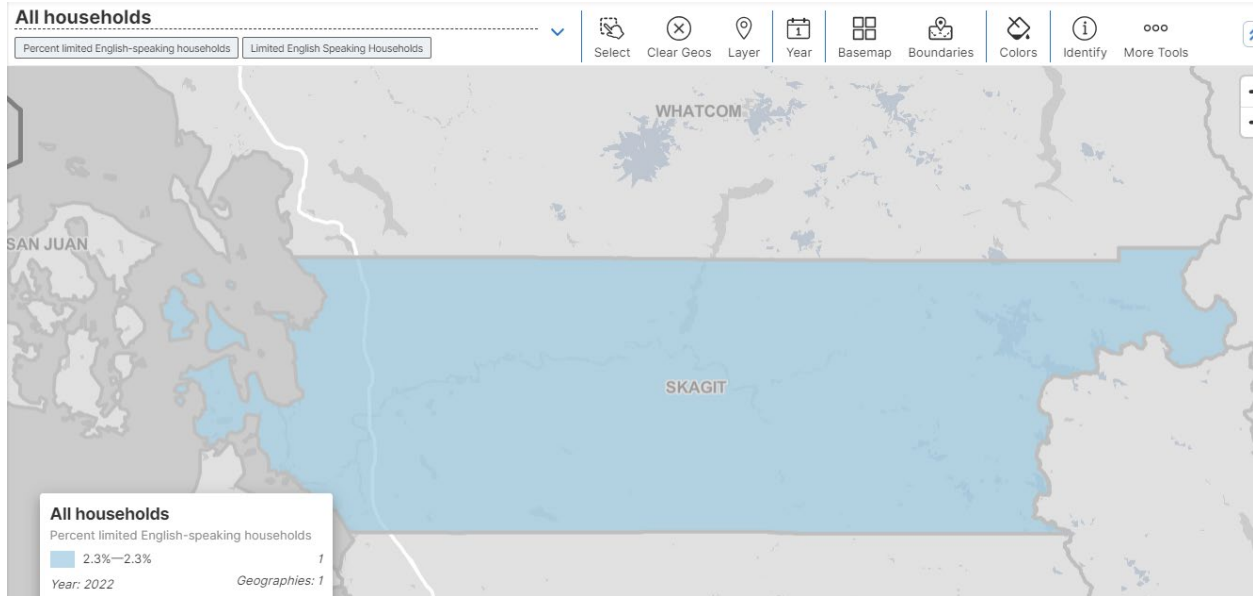 All households
Percent limited English-speaking households Limited English Speaking Households
Select Clear Geos Layer 1 Year Basemap Boundaries Colors i Identify More Tools
WHATCOM
SAN JUAN
SKAGIT
All households
Percent limited English-speaking households
2.3%—2.3% 1
Year: 2022 Geographies: 1